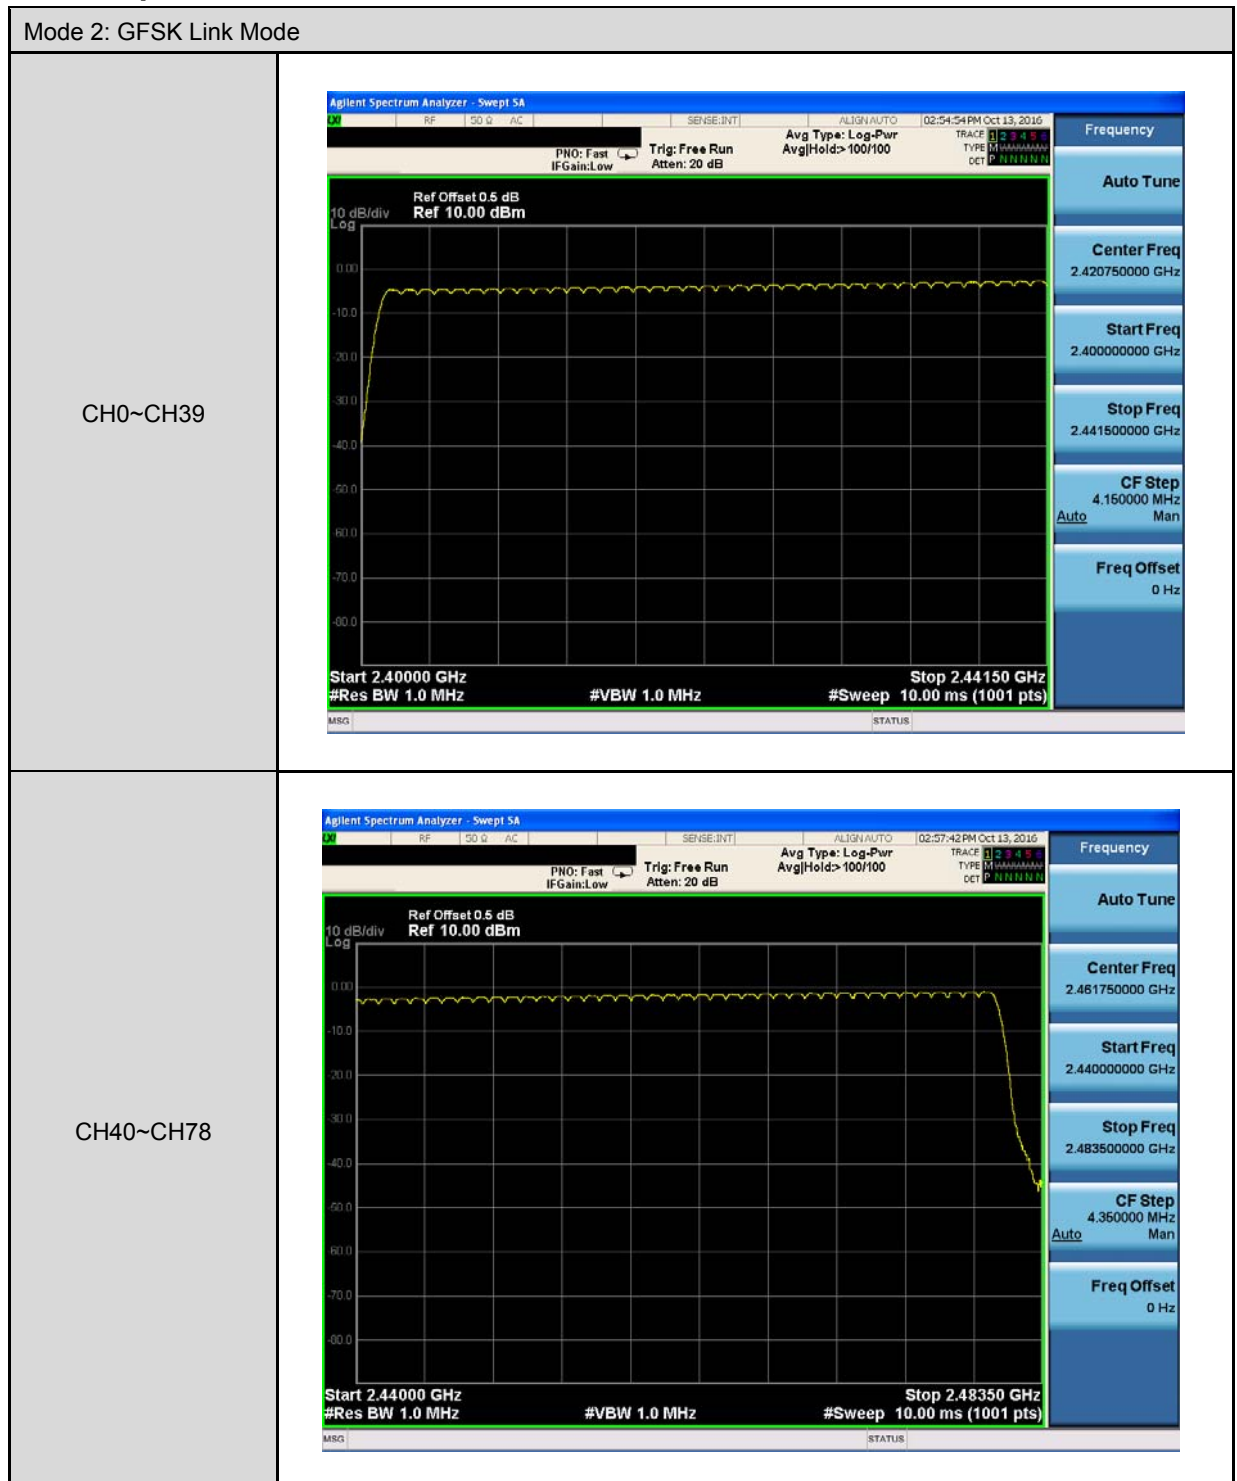 Mode 2: GFSK Link Mode
CH0~CH39
Agilent Spectrum Analyzer - Swept SA
RF 50 Ω AC SENSE:INT ALIGN AUTO 02:54:54 PM Oct 13, 2016
PNO: Fast
IFGain:Low
Trig: Free Run
Atten: 20 dB
Avg Type: Log-Pwr
Avg|Hold:>100/100
TRACE 1 2 3 4 5 6
TYPE M
DET P N N N N N
Frequency
Auto Tune
Center Freq
2.420750000 GHz
Start Freq
2.400000000 GHz
Stop Freq
2.441500000 GHz
CF Step
4.150000 MHz
Auto Man
Freq Offset
0 Hz
Ref Offset 0.5 dB
10 dB/div Ref 10.00 dBm
Log
0.00
-10.0
-20.0
-30.0
-40.0
-50.0
-60.0
-70.0
-80.0
Start 2.40000 GHz Stop 2.44150 GHz
#Res BW 1.0 MHz #VBW 1.0 MHz #Sweep 10.00 ms (1001 pts)
MSG STATUS
CH40~CH78
Agilent Spectrum Analyzer - Swept SA
RF 50 Ω AC SENSE:INT ALIGN AUTO 02:57:42 PM Oct 13, 2016
PNO: Fast
IFGain:Low
Trig: Free Run
Atten: 20 dB
Avg Type: Log-Pwr
Avg|Hold:>100/100
TRACE 1 2 3 4 5 6
TYPE M
DET P N N N N N
Frequency
Auto Tune
Center Freq
2.461750000 GHz
Start Freq
2.440000000 GHz
Stop Freq
2.483500000 GHz
CF Step
4.350000 MHz
Auto Man
Freq Offset
0 Hz
Ref Offset 0.5 dB
10 dB/div Ref 10.00 dBm
Log
0.00
-10.0
-20.0
-30.0
-40.0
-50.0
-60.0
-70.0
-80.0
Start 2.44000 GHz Stop 2.48350 GHz
#Res BW 1.0 MHz #VBW 1.0 MHz #Sweep 10.00 ms (1001 pts)
MSG STATUS